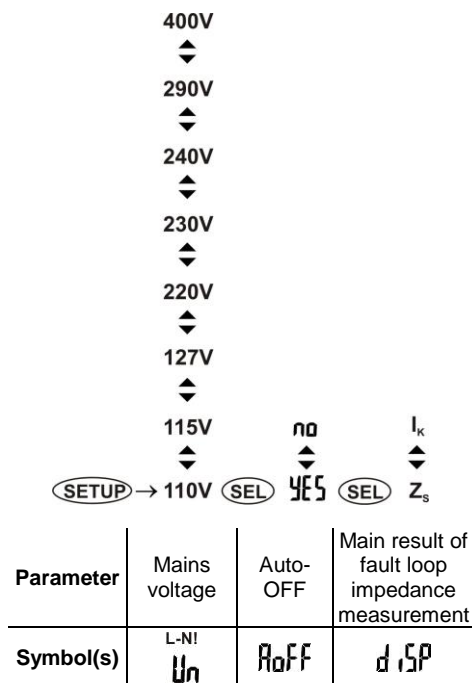 400V
290V
240V
230V
220V
127V
115V no IK
SETUP → 110V SEL YES SEL Zs
Parameter Mains voltage Auto-OFF Main result of fault loop impedance measurement
Symbol(s) L-N! Un AoFF diSP